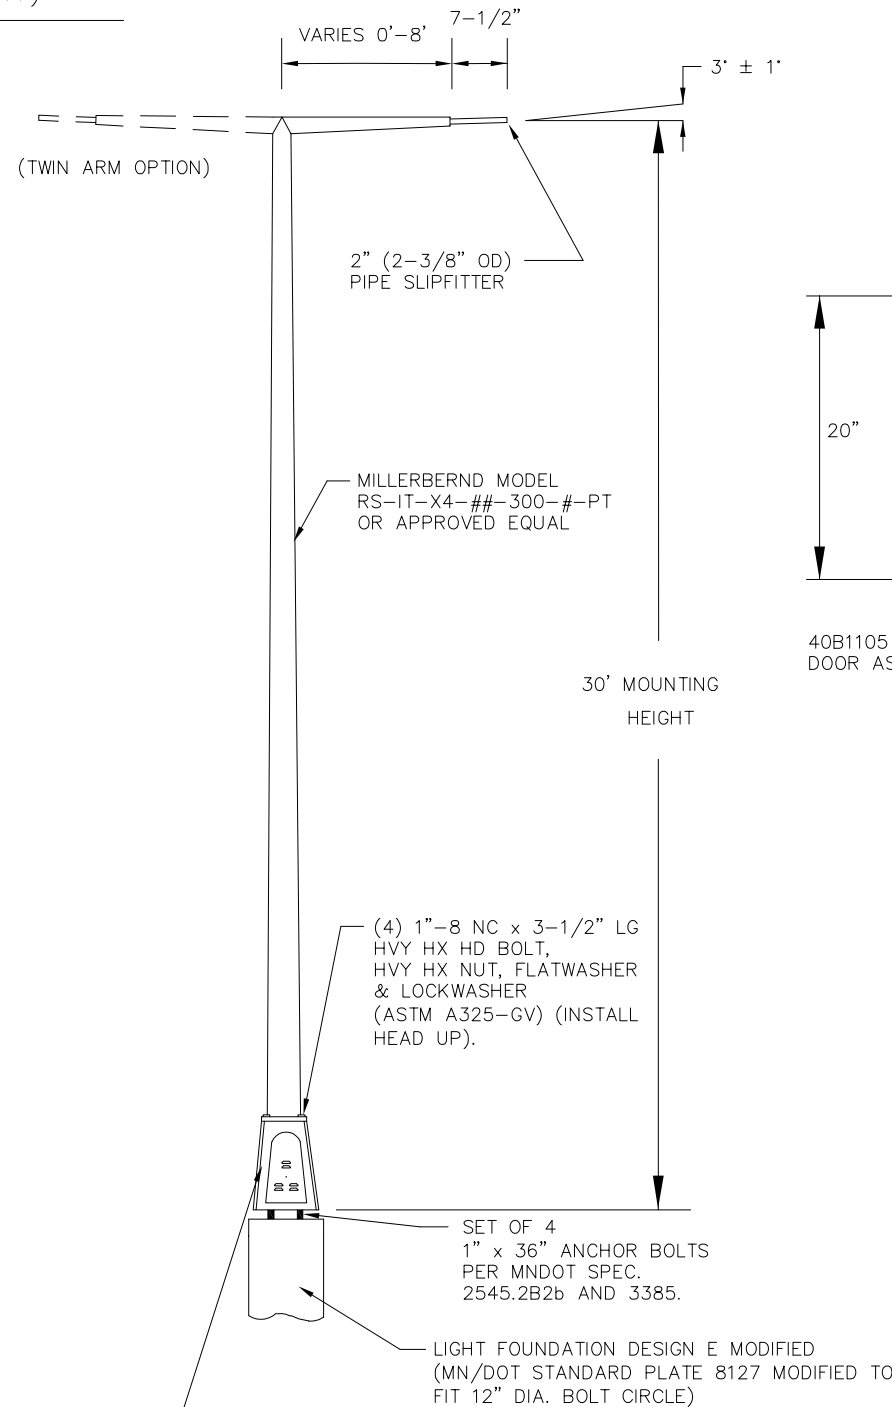 VARIES 0'-8'
7-1/2"
3° ± 1°
(TWIN ARM OPTION)
2" (2-3/8" OD)
PIPE SLIPFITTER
20"
MILLERBERND MODEL
RS-IT-X4-##-300-#-PT
OR APPROVED EQUAL
40B1105
DOOR AS
30' MOUNTING
HEIGHT
(4) 1"-8 NC x 3-1/2" LG
HVY HX HD BOLT,
HVY HX NUT, FLATWASHER
& LOCKWASHER
(ASTM A325-GV) (INSTALL
HEAD UP).
SET OF 4
1" x 36" ANCHOR BOLTS
PER MNDOT SPEC.
2545.2B2b AND 3385.
LIGHT FOUNDATION DESIGN E MODIFIED
(MN/DOT STANDARD PLATE 8127 MODIFIED TO
FIT 12" DIA. BOLT CIRCLE)